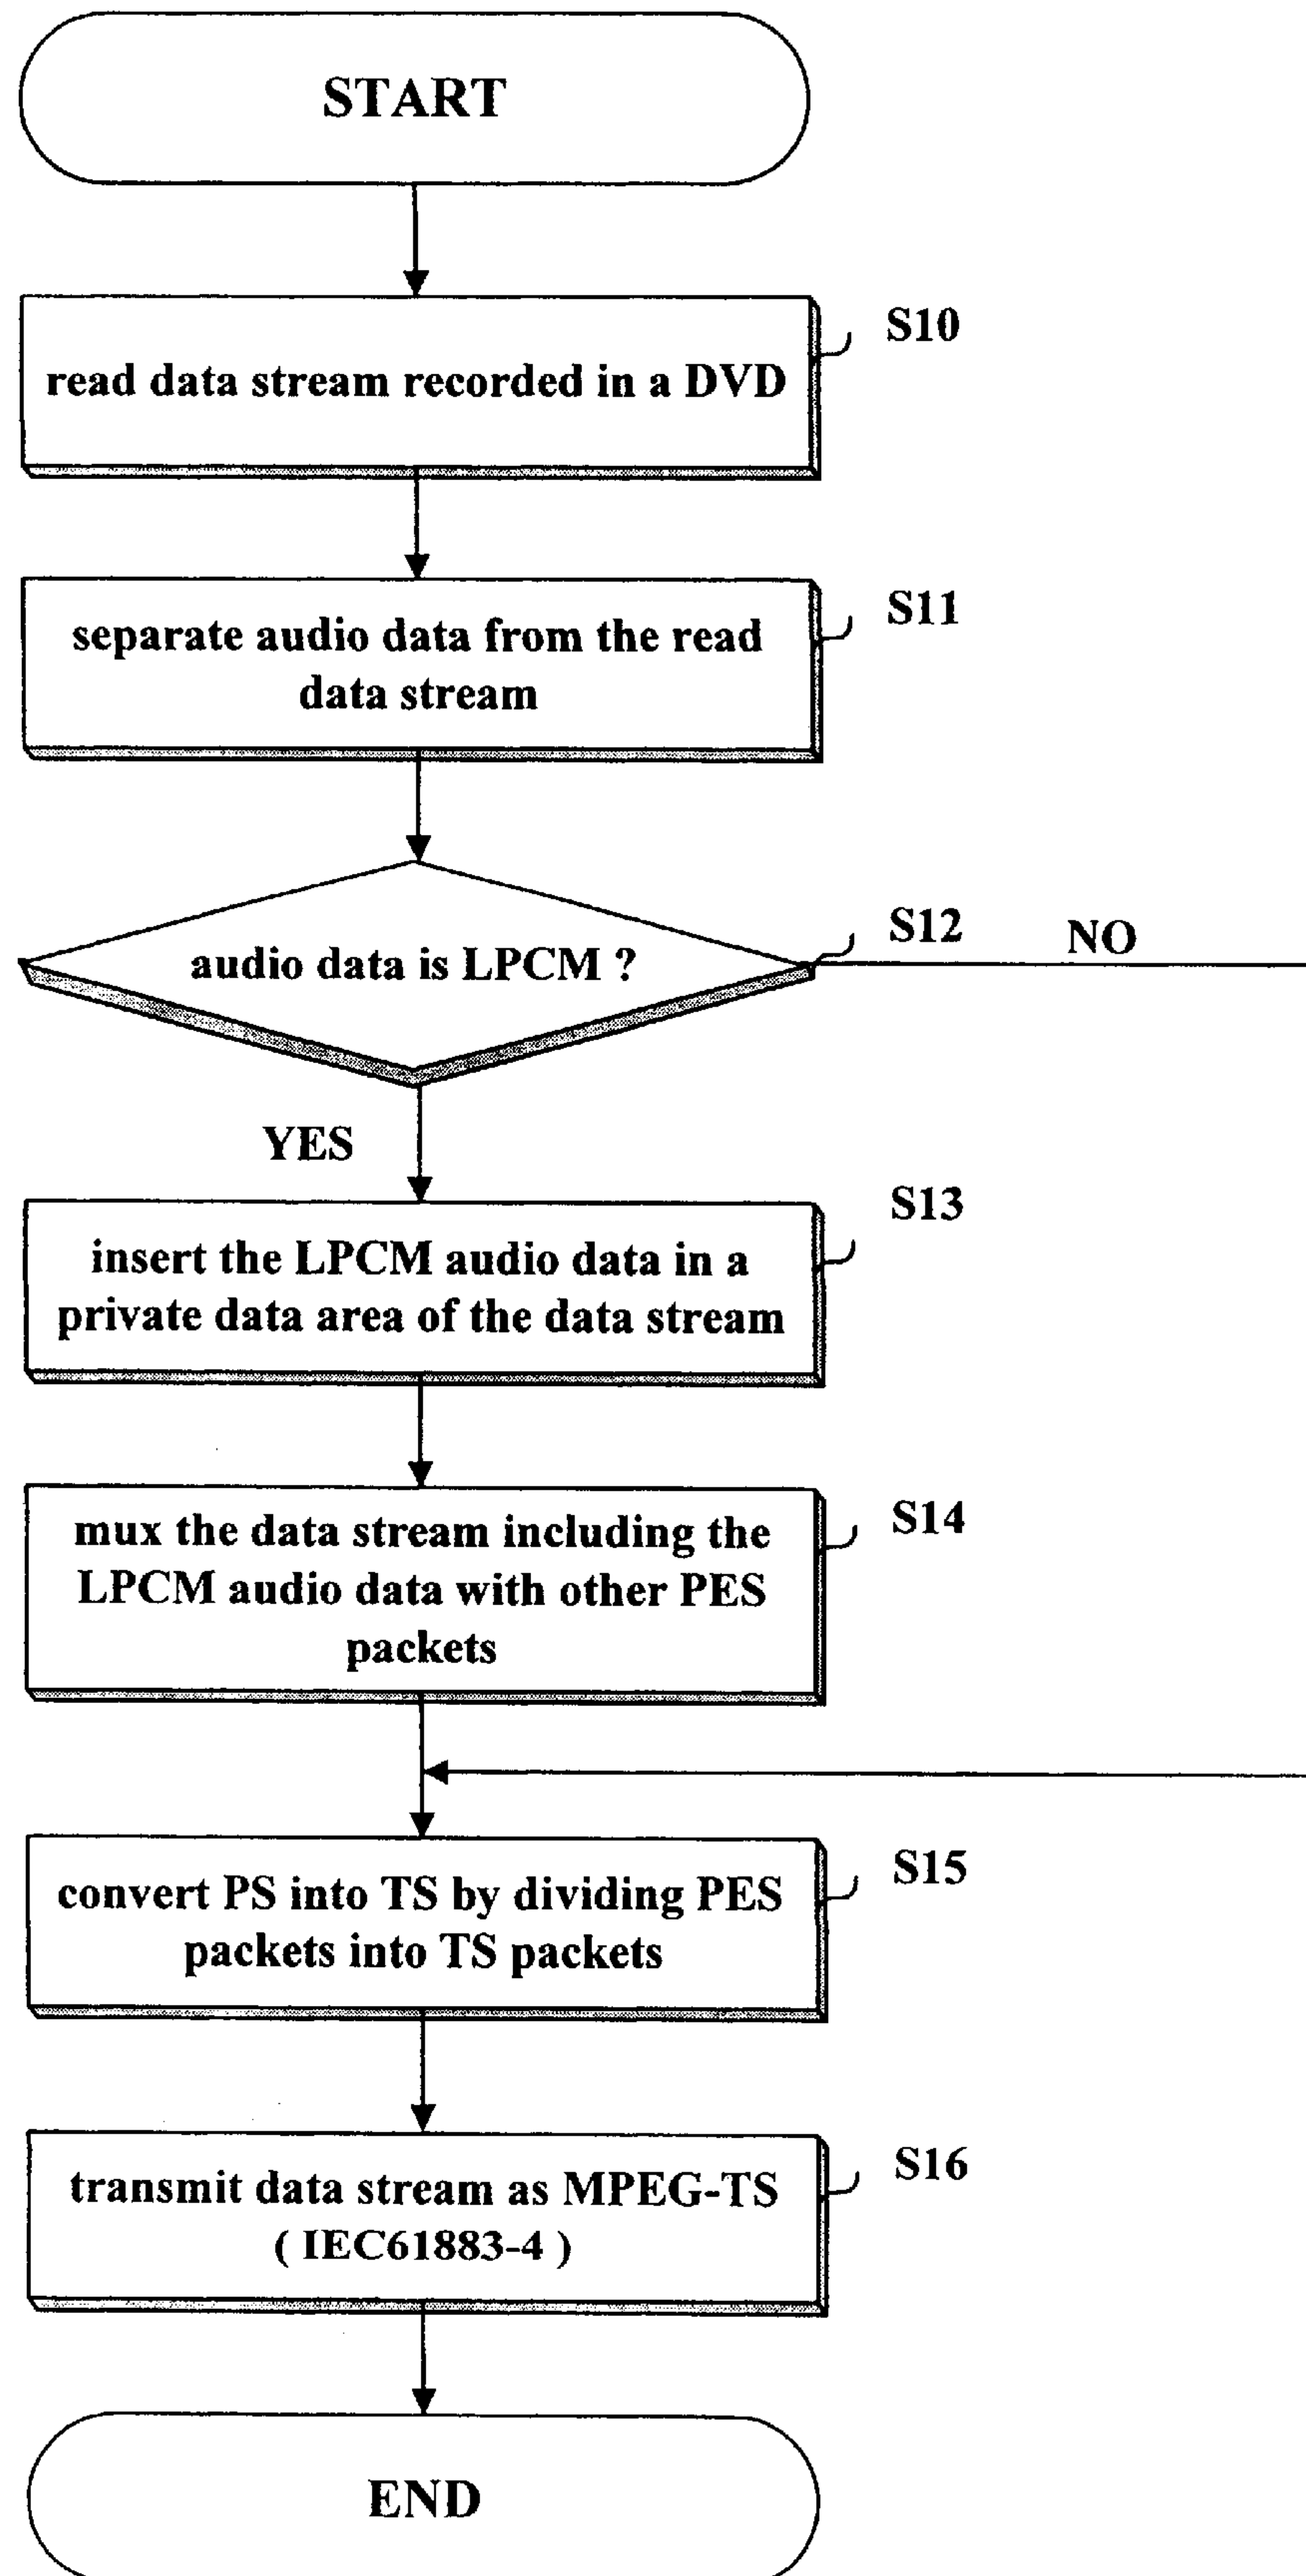 START
S10
read data stream recorded in a DVD
S11
separate audio data from the read
data stream
S12
NO
audio data is LPCM ?
YES
S13
insert the LPCM audio data in a
private data area of the data stream
S14
mux the data stream including the
LPCM audio data with other PES
packets
S15
convert PS into TS by dividing PES
packets into TS packets
S16
transmit data stream as MPEG-TS
( IEC61883-4 )
END